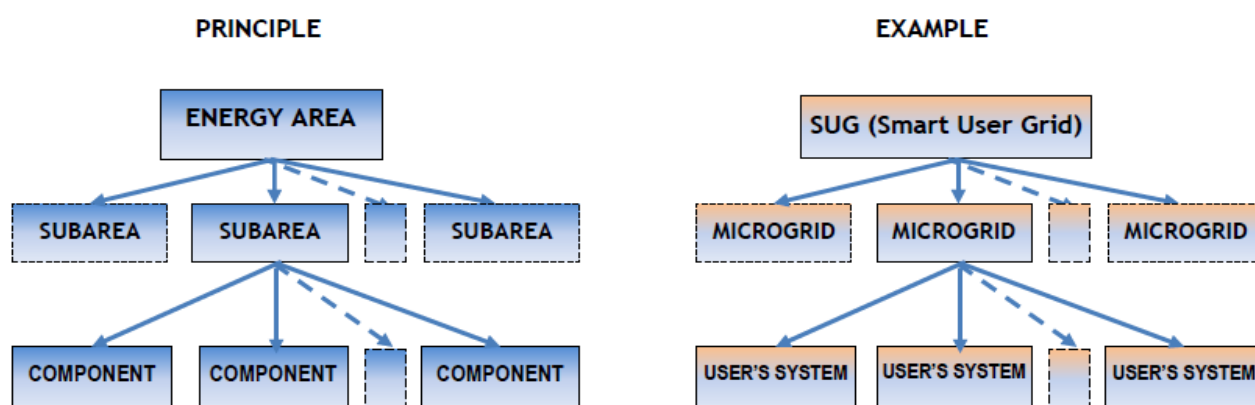 PRINCIPLE
EXAMPLE
ENERGY AREA
SUG (Smart User Grid)
SUBAREA
SUBAREA
SUBAREA
MICROGRID
MICROGRID
MICROGRID
COMPONENT
COMPONENT
COMPONENT
USER'S SYSTEM
USER'S SYSTEM
USER'S SYSTEM